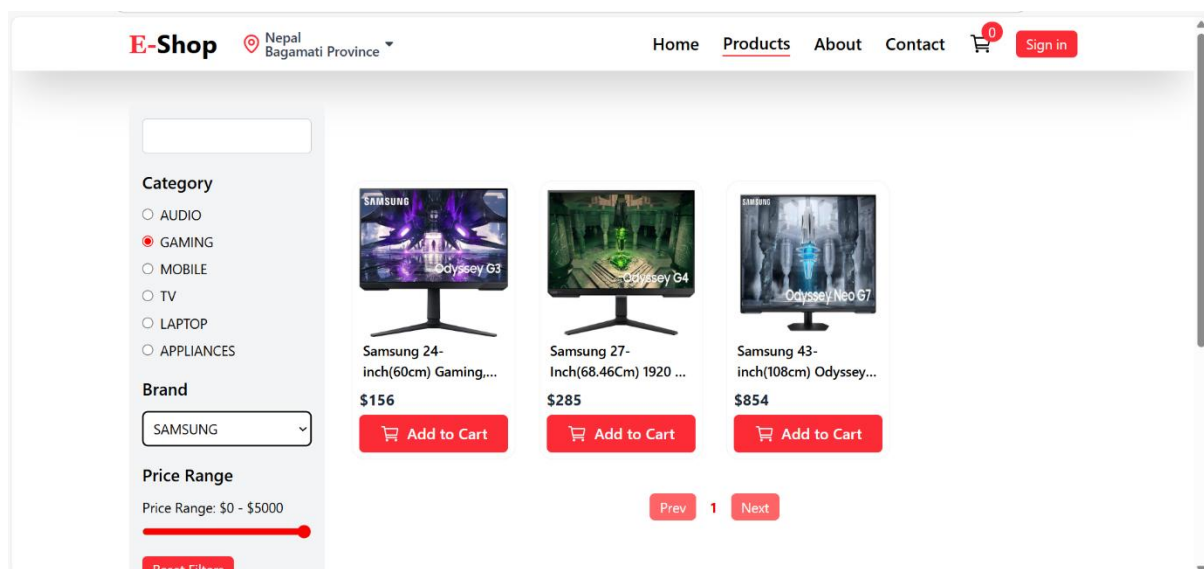 E-Shop
Nepal
Bagamati Province
Home Products About Contact 0 Sign in
Category
AUDIO
GAMING
MOBILE
TV
LAPTOP
APPLIANCES
Brand
SAMSUNG
Price Range
Price Range: $0 - $5000
Reset Filters
SAMSUNG
Odyssey G3
Samsung 24-
inch(60cm) Gaming,...
$156
Add to Cart
Odyssey G4
Samsung 27-
Inch(68.46Cm) 1920 ...
$285
Add to Cart
SAMSUNG
Odyssey Neo G7
Samsung 43-
inch(108cm) Odyssey...
$854
Add to Cart
Prev 1 Next